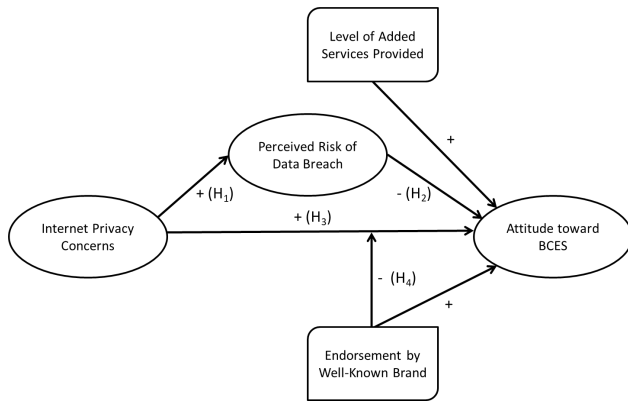 Level of Added
Services Provided
+
Perceived Risk of
Data Breach
+ (H₁)
- (H₂)
+ (H₃)
Internet Privacy
Concerns
Attitude toward
BCES
- (H₄)
+
Endorsement by
Well-Known Brand